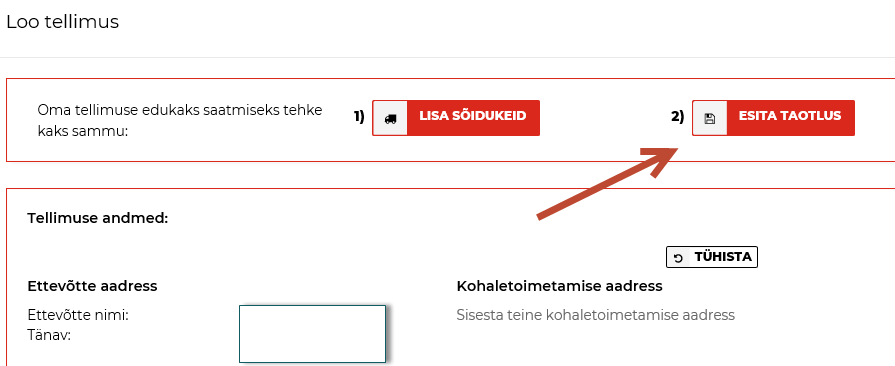 Loo tellimus
Oma tellimuse edukaks saatmiseks tehke
kaks sammu:
1) LISA SÕIDUKEID
2) ESITA TAOTLUS
Tellimuse andmed:
TÜHISTA
Ettevõtte aadress
Kohaletoimetamise aadress
Ettevõtte nimi:
Sisesta teine kohaletoimetamise aadress
Tänav: